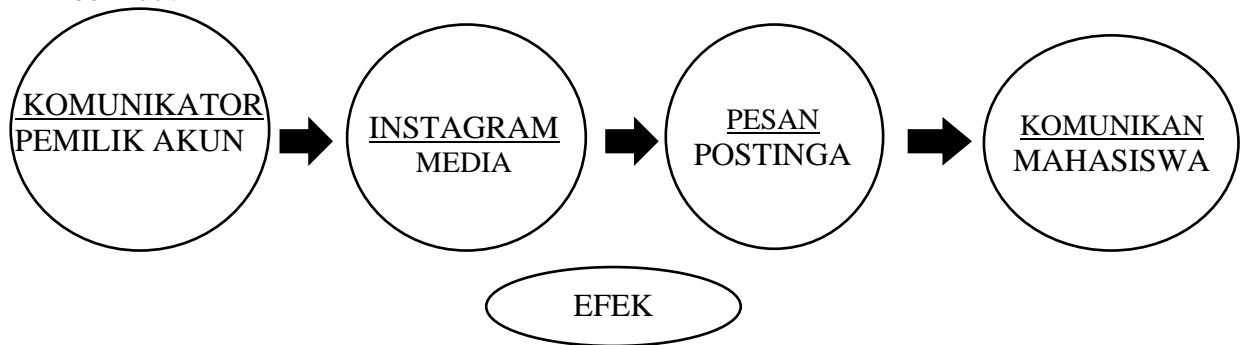 KOMUNIKATOR
PEMILIK AKUN
INSTAGRAM
MEDIA
PESAN
POSTINGA
KOMUNIKAN
MAHASISWA
EFEK